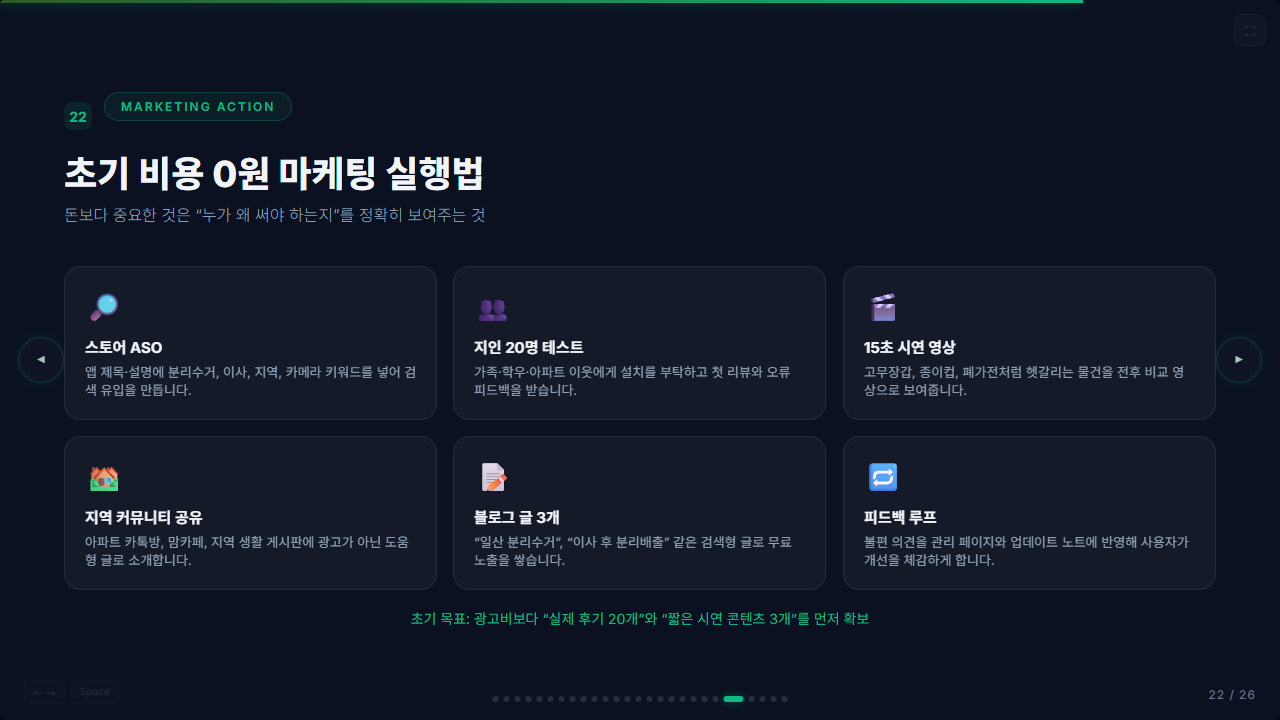 22
MARKETING ACTION
초기 비용 0원 마케팅 실행법
돈보다 중요한 것은 “누가 왜 써야 하는지”를 정확히 보여주는 것
스토어 ASO
앱 제목·설명에 분리수거, 이사, 지역, 카메라 키워드를 넣어 검
색 유입을 만듭니다.
지인 20명 테스트
가족·학우·아파트 이웃에게 설치를 부탁하고 첫 리뷰와 오류
피드백을 받습니다.
15초 시연 영상
고무장갑, 종이컵, 폐가전처럼 헷갈리는 물건을 전후 비교 영
상으로 보여줍니다.
지역 커뮤니티 공유
아파트 카톡방, 맘카페, 지역 생활 게시판에 광고가 아닌 도움
형 글로 소개합니다.
블로그 글 3개
“일산 분리수거”, “이사 후 분리배출” 같은 검색형 글로 무료
노출을 쌓습니다.
피드백 루프
불편 의견을 관리 페이지와 업데이트 노트에 반영해 사용자가
개선을 체감하게 합니다.
초기 목표: 광고비보다 “실제 후기 20개”와 “짧은 시연 콘텐츠 3개”를 먼저 확보
← → Space
22 / 26